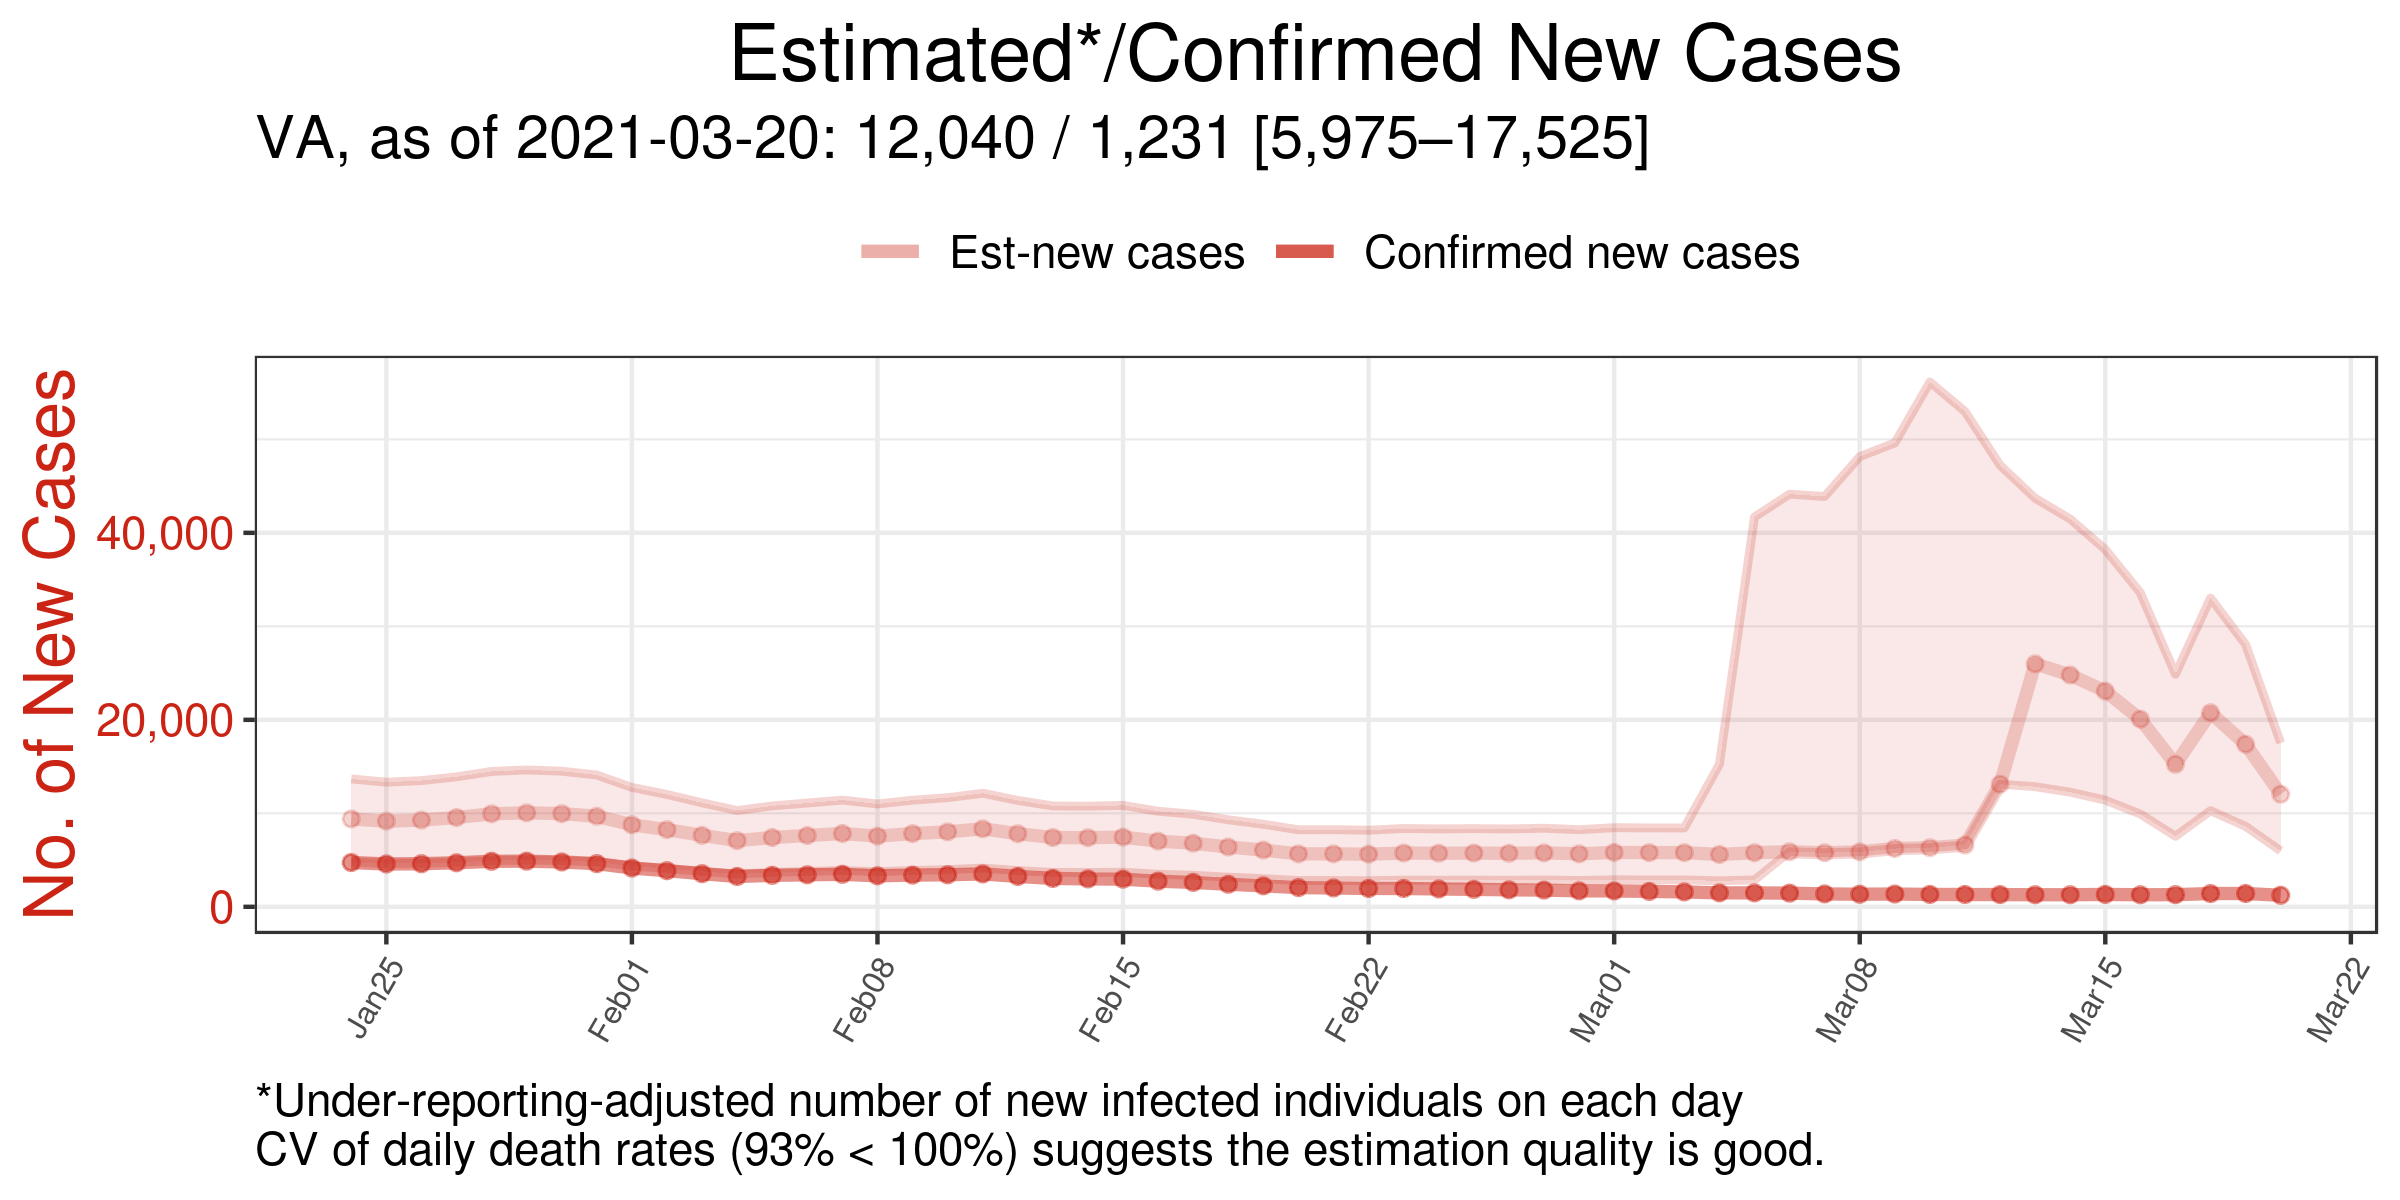 Estimated*/Confirmed New Cases
VA, as of 2021-03-20: 12,040 / 1,231 [5,975–17,525]
Est-new cases
Confirmed new cases
No. of New Cases
40,000
20,000
0
Jan25
Feb01
Feb08
Feb15
Feb22
Mar01
Mar08
Mar15
Mar22
*Under-reporting-adjusted number of new infected individuals on each day
CV of daily death rates (93% < 100%) suggests the estimation quality is good.